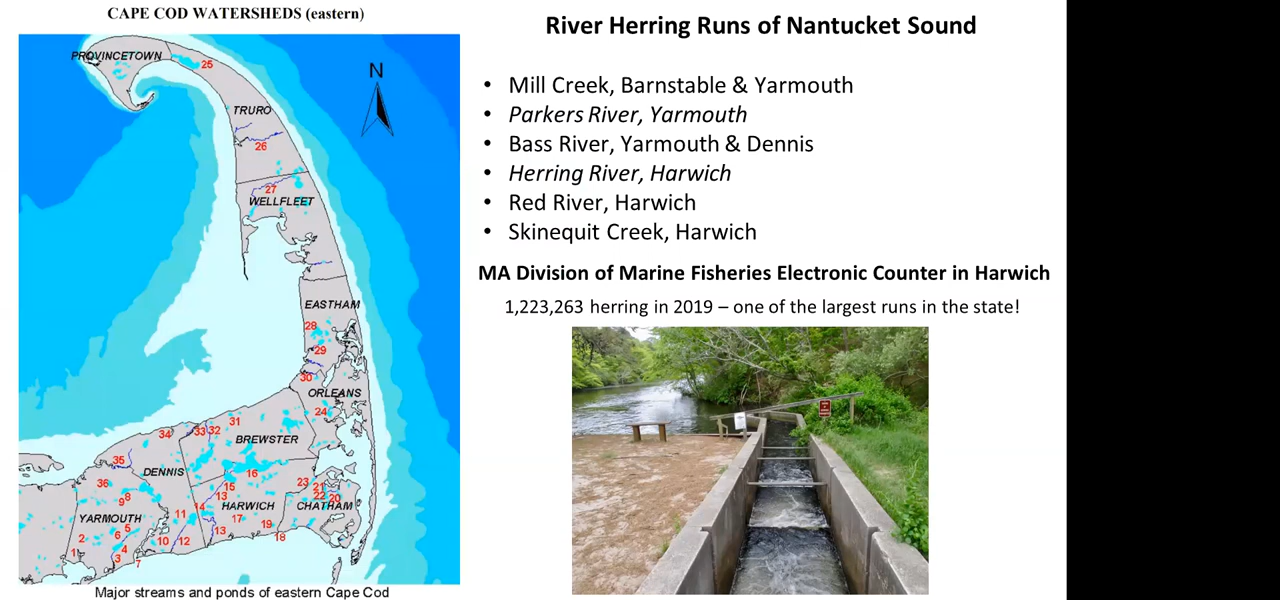 CAPE COD WATERSHEDS (eastern)
PROVINCETOWN
25
N
TRURO
26
27
WELLFLEET
EASTHAM
28
29
30
ORLEANS
24
31
34
33
32
BREWSTER
35
DENNIS
16
36
9
8
15
13
23
21
22
20
14
HARWICH
CHATHAM
11
17
YARMOUTH
19
5
6
13
2
10
12
18
4
1
3
7
Major streams and ponds of eastern Cape Cod
River Herring Runs of Nantucket Sound
• Mill Creek, Barnstable & Yarmouth
• Parkers River, Yarmouth
• Bass River, Yarmouth & Dennis
• Herring River, Harwich
• Red River, Harwich
• Skinequit Creek, Harwich
MA Division of Marine Fisheries Electronic Counter in Harwich
1,223,263 herring in 2019 – one of the largest runs in the state!